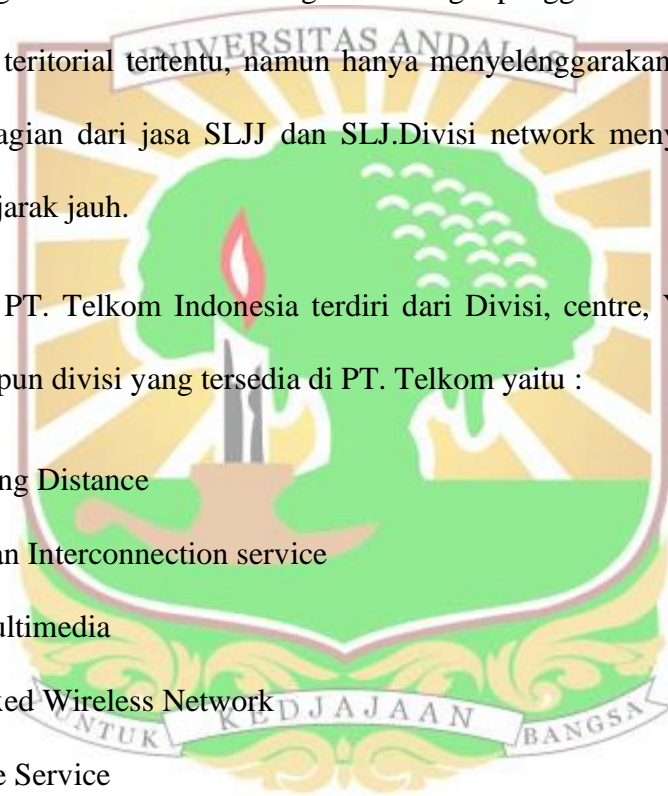 UNIVERSITAS ANDALAS
teritorial tertentu, namun hanya menyelenggarakan
agian dari jasa SLJJ dan SLJ.Divisi network meny
jarak jauh.
PT. Telkom Indonesia terdiri dari Divisi, centre, Y
pun divisi yang tersedia di PT. Telkom yaitu :
ng Distance
an Interconnection service
ultimedia
ked Wireless Network
UNTUK KEDJAJAAN BANGSA
e Service